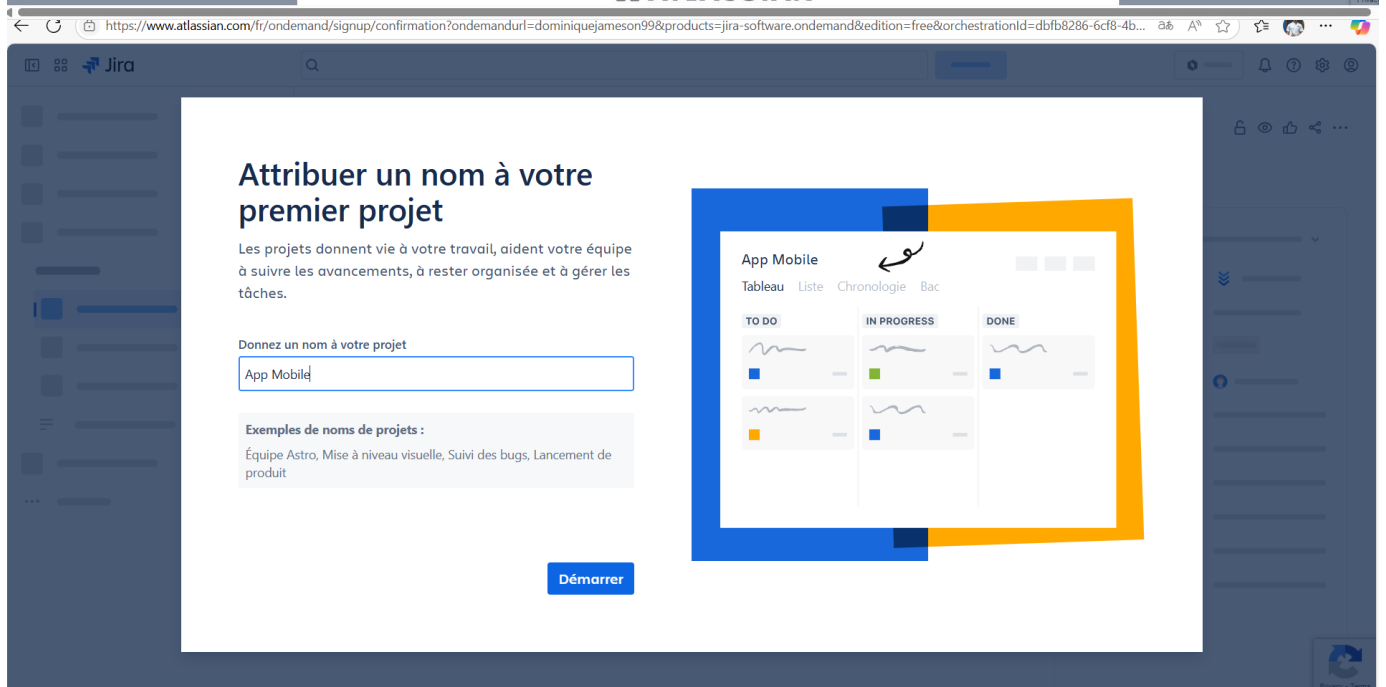 https://www.atlassian.com/fr/ondemand/signup/confirmation?ondemandurl=dominiquejameson99&products=jira-software.ondemand&edition=free&orchestrationId=dbfb8286-6cf8-4b...
Jira
Attribuer un nom à votre
premier projet
Les projets donnent vie à votre travail, aident votre équipe
à suivre les avancements, à rester organisée et à gérer les
tâches.
Donnez un nom à votre projet
App Mobile
Exemples de noms de projets :
Équipe Astro, Mise à niveau visuelle, Suivi des bugs, Lancement de
produit
Démarrer
App Mobile
Tableau Liste Chronologie Bac
TO DO IN PROGRESS DONE